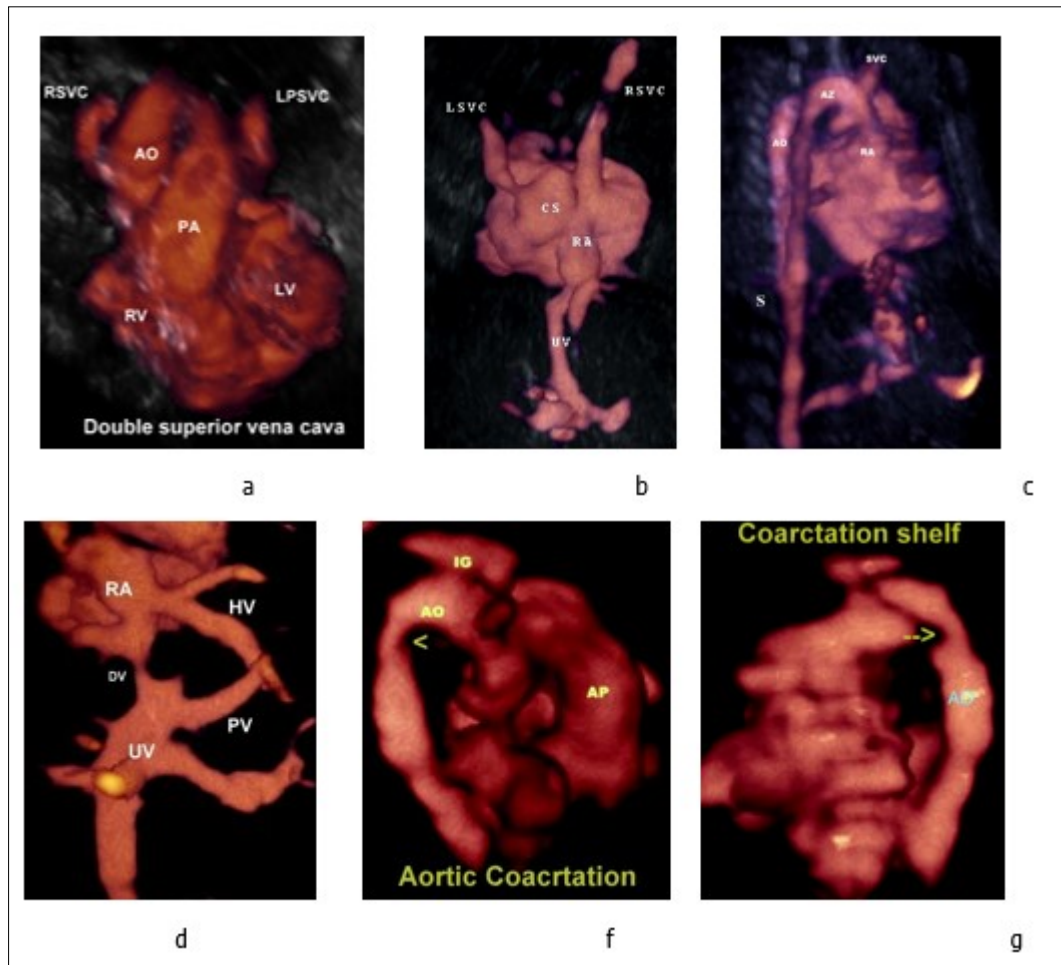 RSVC
LPSVC
AO
PA
LV
RV
Double superior vena cava
a
LSVC
RSVC
CS
RA
UV
b
SVC
AZ
AO
RA
S
c
RA
HV
DV
PV
UV
d
IG
AO
<
AP
Aortic Coacrtation
f
Coarctation shelf
-->
g